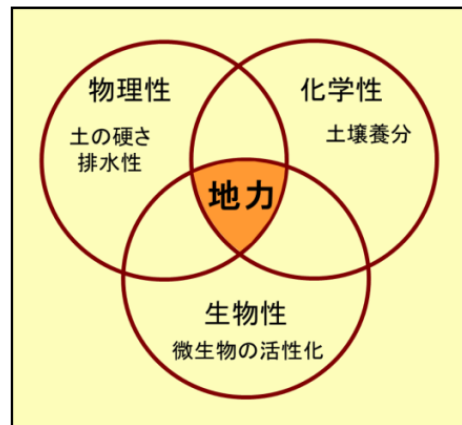 物理性
土の硬さ
排水性
化学性
土壌養分
地力
生物性
微生物の活性化